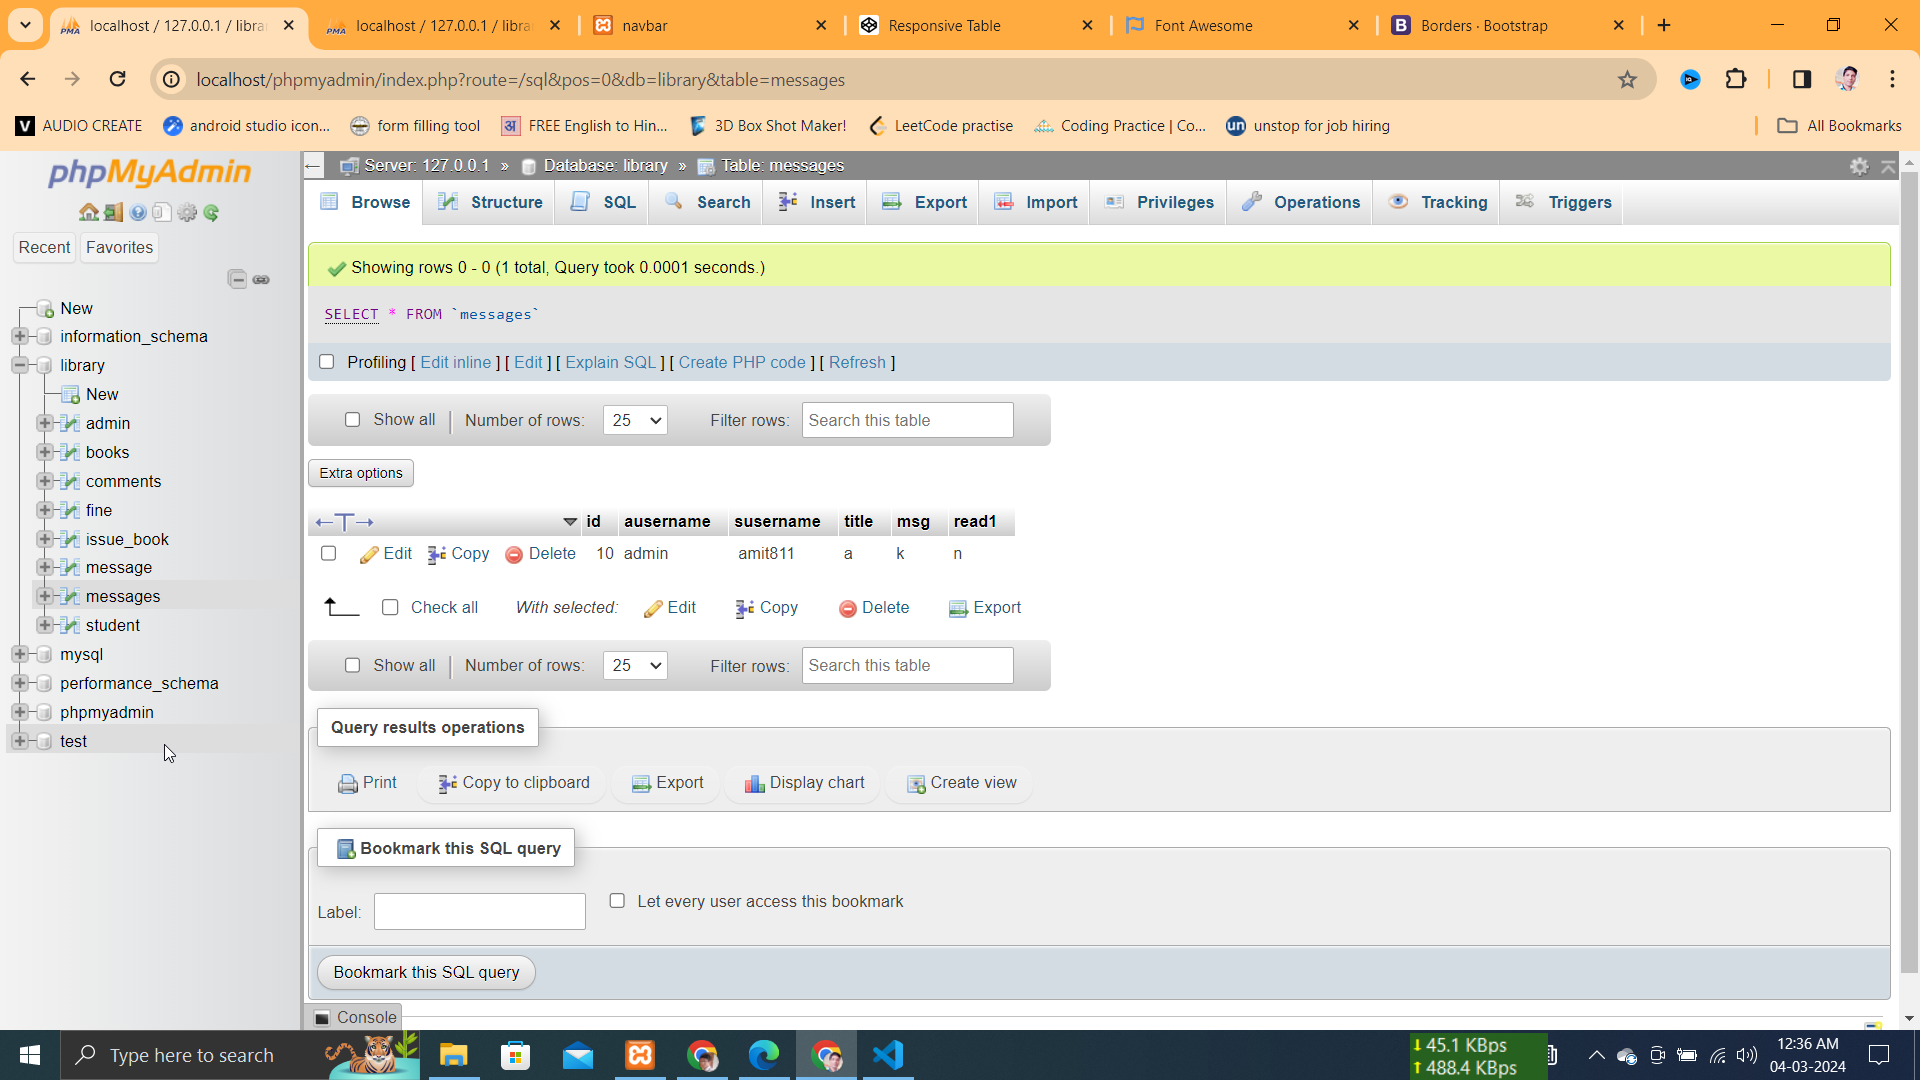 localhost / 127.0.0.1 / libra
localhost / 127.0.0.1 / libra
navbar
Responsive Table
Font Awesome
Borders · Bootstrap
localhost/phpmyadmin/index.php?route=/sql&pos=0&db=library&table=messages
AUDIO CREATE
android studio icon...
form filling tool
FREE English to Hin...
3D Box Shot Maker!
LeetCode practise
Coding Practice | Co...
unstop for job hiring
All Bookmarks
phpMyAdmin
Server: 127.0.0.1 » Database: library » Table: messages
Browse Structure SQL Search Insert Export Import Privileges Operations Tracking Triggers
Recent Favorites
New
information_schema
library
New
admin
books
comments
fine
issue_book
message
messages
student
mysql
performance_schema
phpmyadmin
test
Showing rows 0 - 0 (1 total, Query took 0.0001 seconds.)
SELECT * FROM `messages`
Profiling [ Edit inline ] [ Edit ] [ Explain SQL ] [ Create PHP code ] [ Refresh ]
Show all Number of rows: 25 Filter rows: Search this table
Extra options
id ausername susername title msg read1
Edit Copy Delete 10 admin amit811 a k n
Check all With selected: Edit Copy Delete Export
Show all Number of rows: 25 Filter rows: Search this table
Query results operations
Print Copy to clipboard Export Display chart Create view
Bookmark this SQL query
Label: Let every user access this bookmark
Bookmark this SQL query
Console
Type here to search
45.1 KBps
488.4 KBps
12:36 AM
04-03-2024